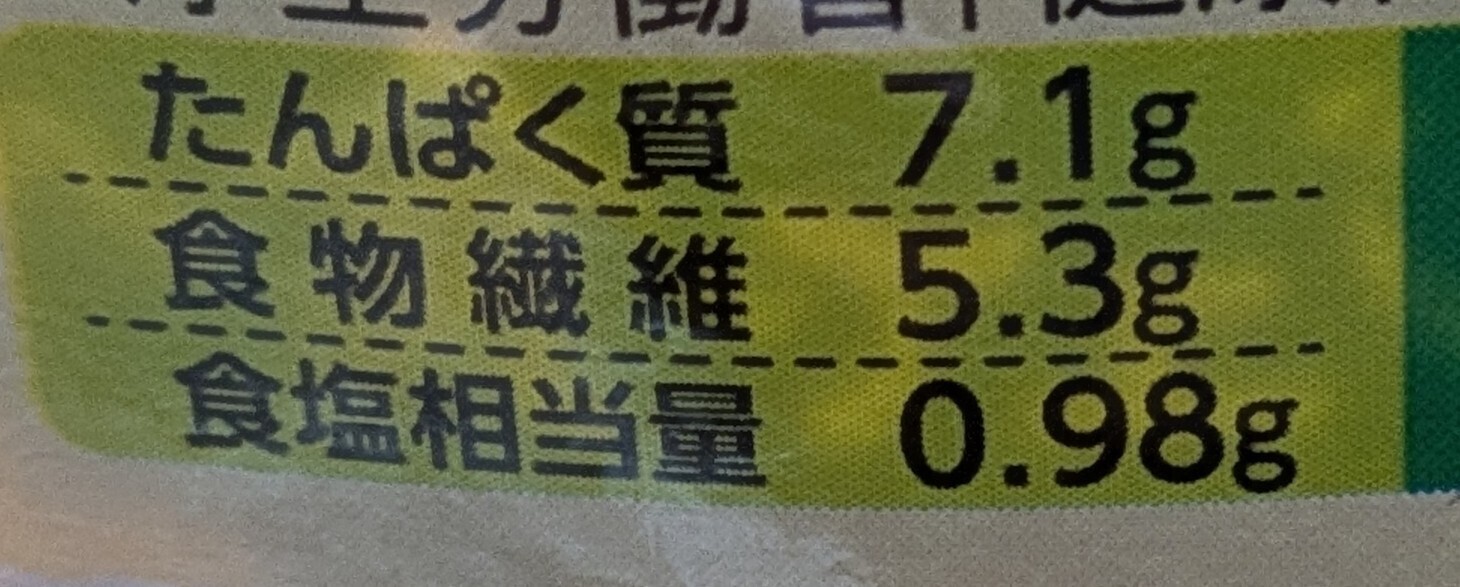 たんぱく質 7.1g
食物繊維 5.3g
食塩相当量 0.98g